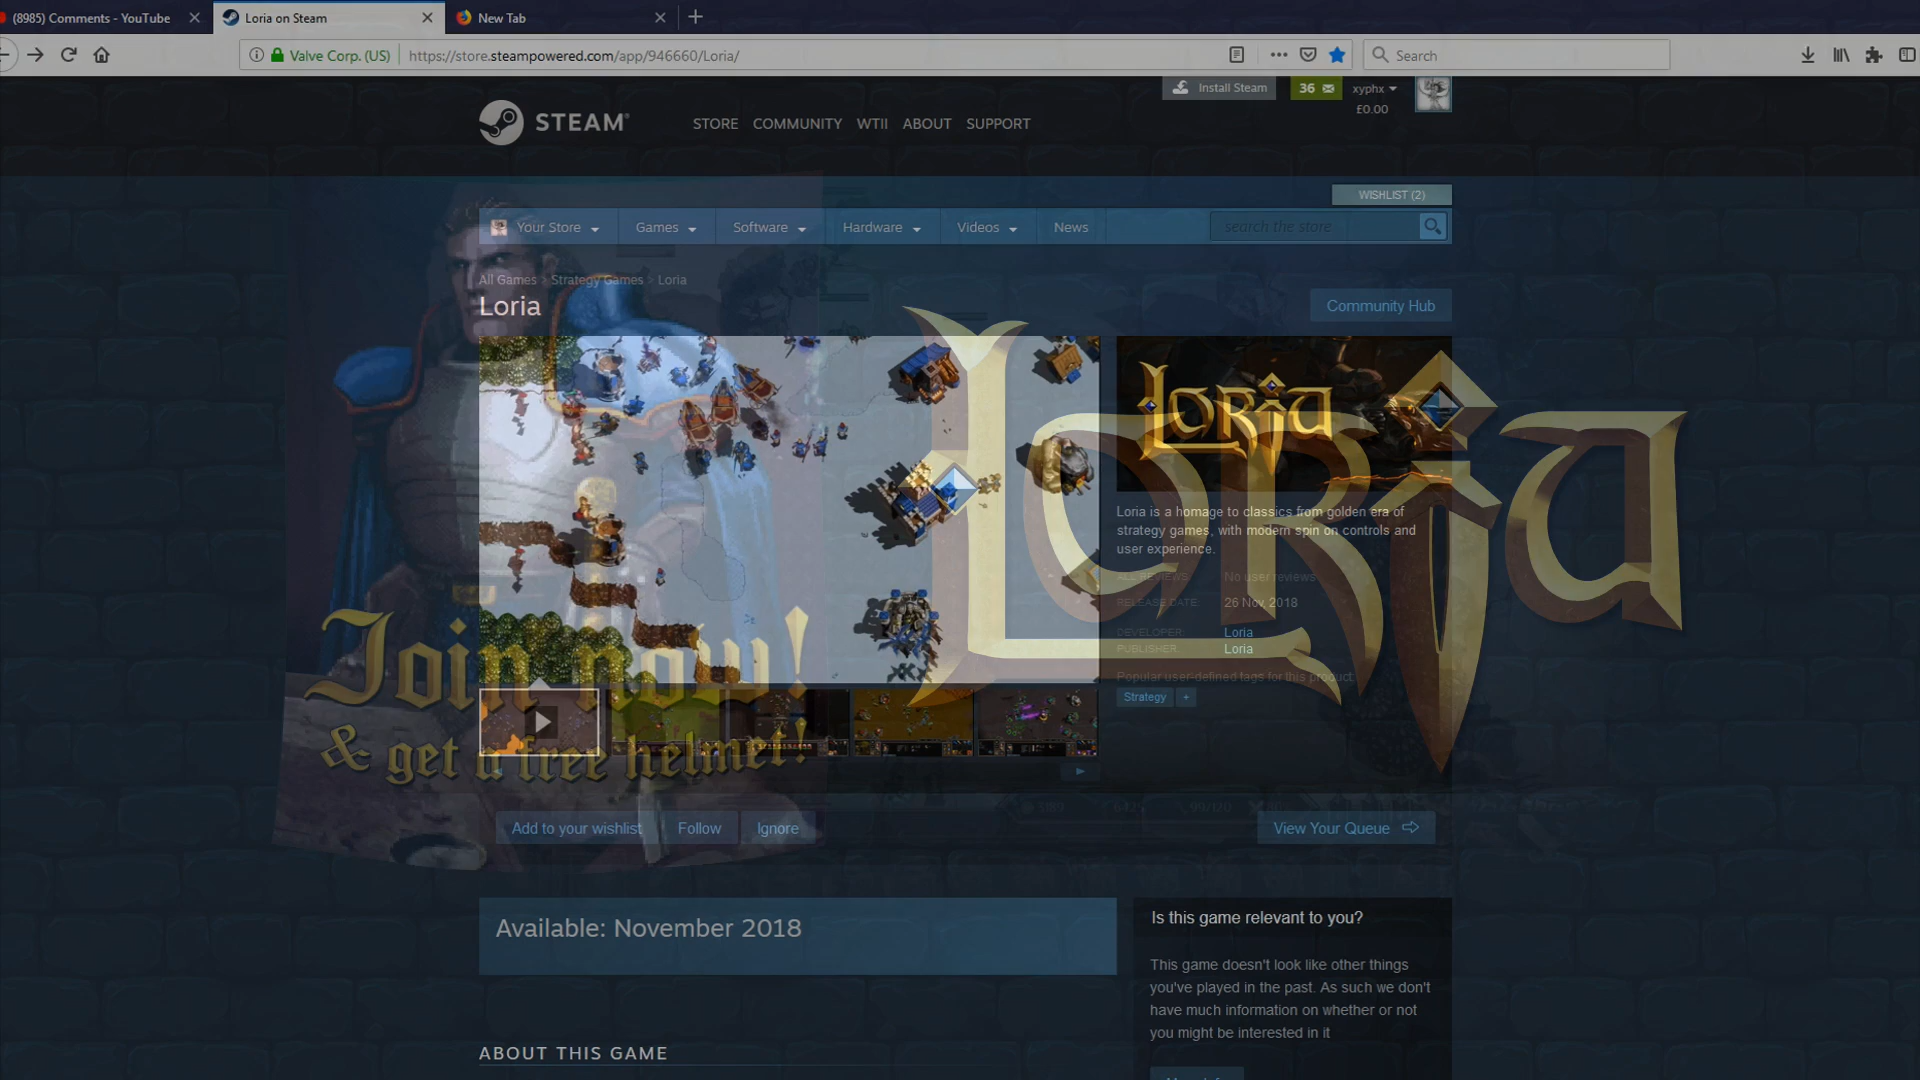 (8985) Comments - YouTube
Loria on Steam
New Tab
Valve Corp. (US)
https://store.steampowered.com/app/946660/Loria/
Search
Install Steam
36
xyphx
£0.00
STEAM
STORE
COMMUNITY
WTII
ABOUT
SUPPORT
WISHLIST (2)
Your Store
Games
Software
Hardware
Videos
News
search the store
All Games > Strategy Games > Loria
Loria
Community Hub
LORIA
LORIA
Loria is a homage to classics from golden era of
strategy games, with modern spin on controls and
user experience.
ALL REVIEWS:
No user reviews
RELEASE DATE:
26 Nov, 2018
DEVELOPER:
Loria
PUBLISHER:
Loria
Popular user-defined tags for this product:
Strategy
+
Join now!
& get a free helmet!
Add to your wishlist
Follow
Ignore
View Your Queue
Available: November 2018
Is this game relevant to you?
This game doesn't look like other things
you've played in the past. As such we don't
have much information on whether or not
you might be interested in it
ABOUT THIS GAME